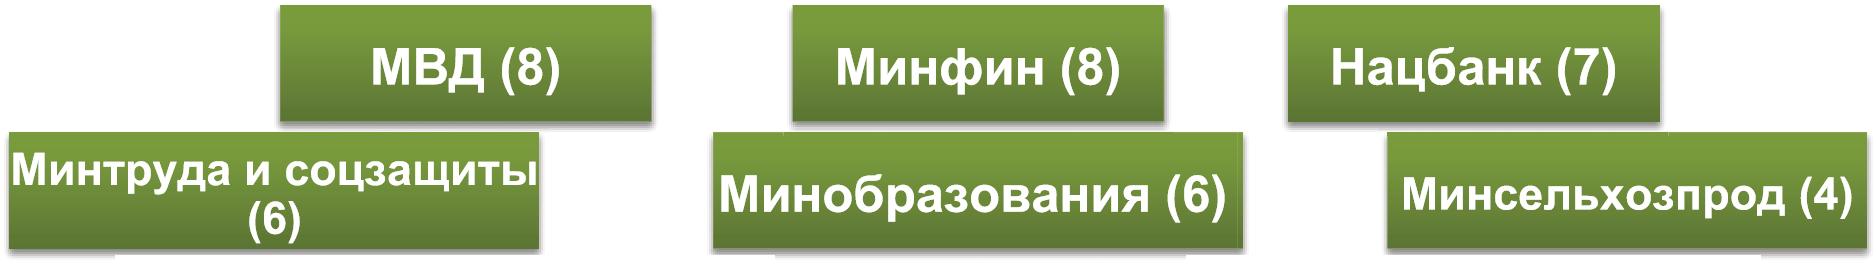 МВД (8)
Минфин (8)
Нацбанк (7)
Минтруда и соцзащиты
(6)
Минобразования (6)
Минсельхозпрод (4)